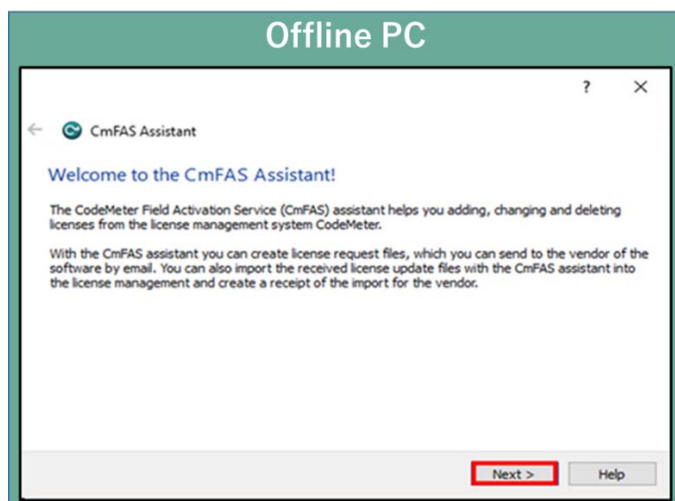 Offline PC
?
CmFAS Assistant
Welcome to the CmFAS Assistant!
The CodeMeter Field Activation Service (CmFAS) assistant helps you adding, changing and deleting
licenses from the license management system CodeMeter.
With the CmFAS assistant you can create license request files, which you can send to the vendor of the
software by email. You can also import the received license update files with the CmFAS assistant into
the license management and create a receipt of the import for the vendor.
Next > Help